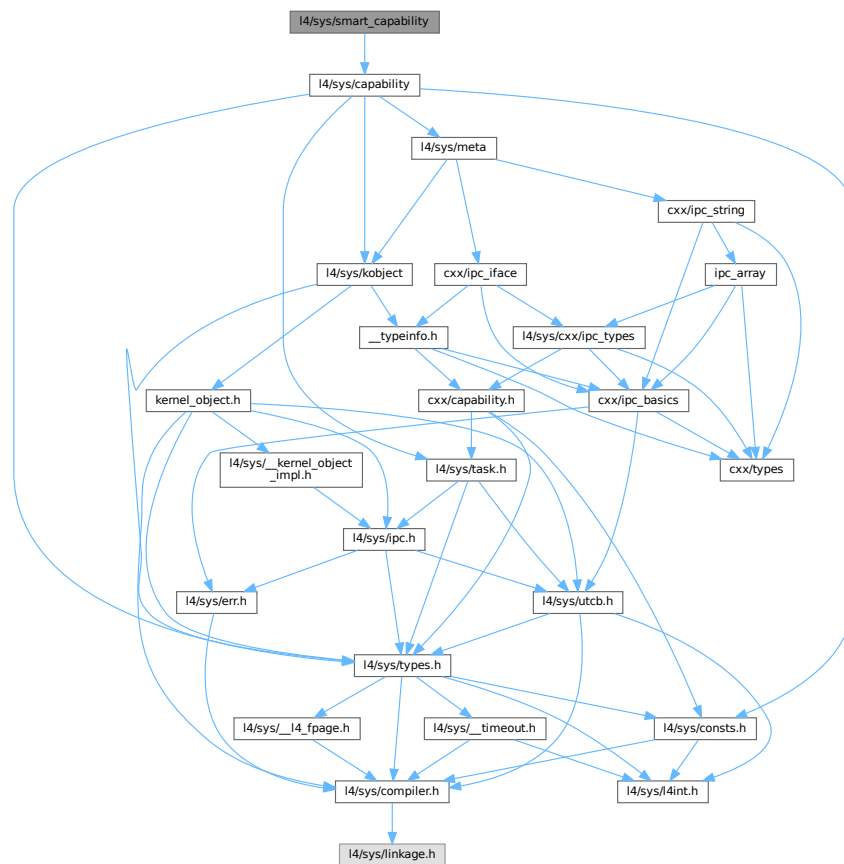 l4/sys/smart_capability
l4/sys/capability
l4/sys/meta
cxx/ipc_string
l4/sys/kobject
cxx/ipc_iface
ipc_array
__typeinfo.h
l4/sys/cxx/ipc_types
kernel_object.h
cxx/capability.h
cxx/ipc_basics
l4/sys/__kernel_object
_impl.h
l4/sys/task.h
cxx/types
l4/sys/ipc.h
l4/sys/err.h
l4/sys/utcb.h
l4/sys/types.h
l4/sys/__l4_fpage.h
l4/sys/__timeout.h
l4/sys/consts.h
l4/sys/compiler.h
l4/sys/l4int.h
l4/sys/linkage.h